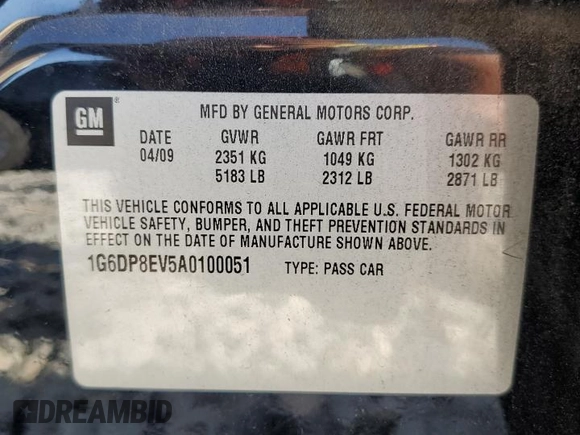 GM ®
MFD BY GENERAL MOTORS CORP.
DATE GVWR GAWR FRT GAWR RR
04/09 2351 KG 1049 KG 1302 KG
5183 LB 2312 LB 2871 LB
THIS VEHICLE CONFORMS TO ALL APPLICABLE U.S. FEDERAL MOTOR
VEHICLE SAFETY, BUMPER, AND THEFT PREVENTION STANDARDS IN
EFFECT ON THE DATE OF MANUFACTURE SHOWN ABOVE.
1G6DP8EV5A0100051 TYPE: PASS CAR
DREAMBID